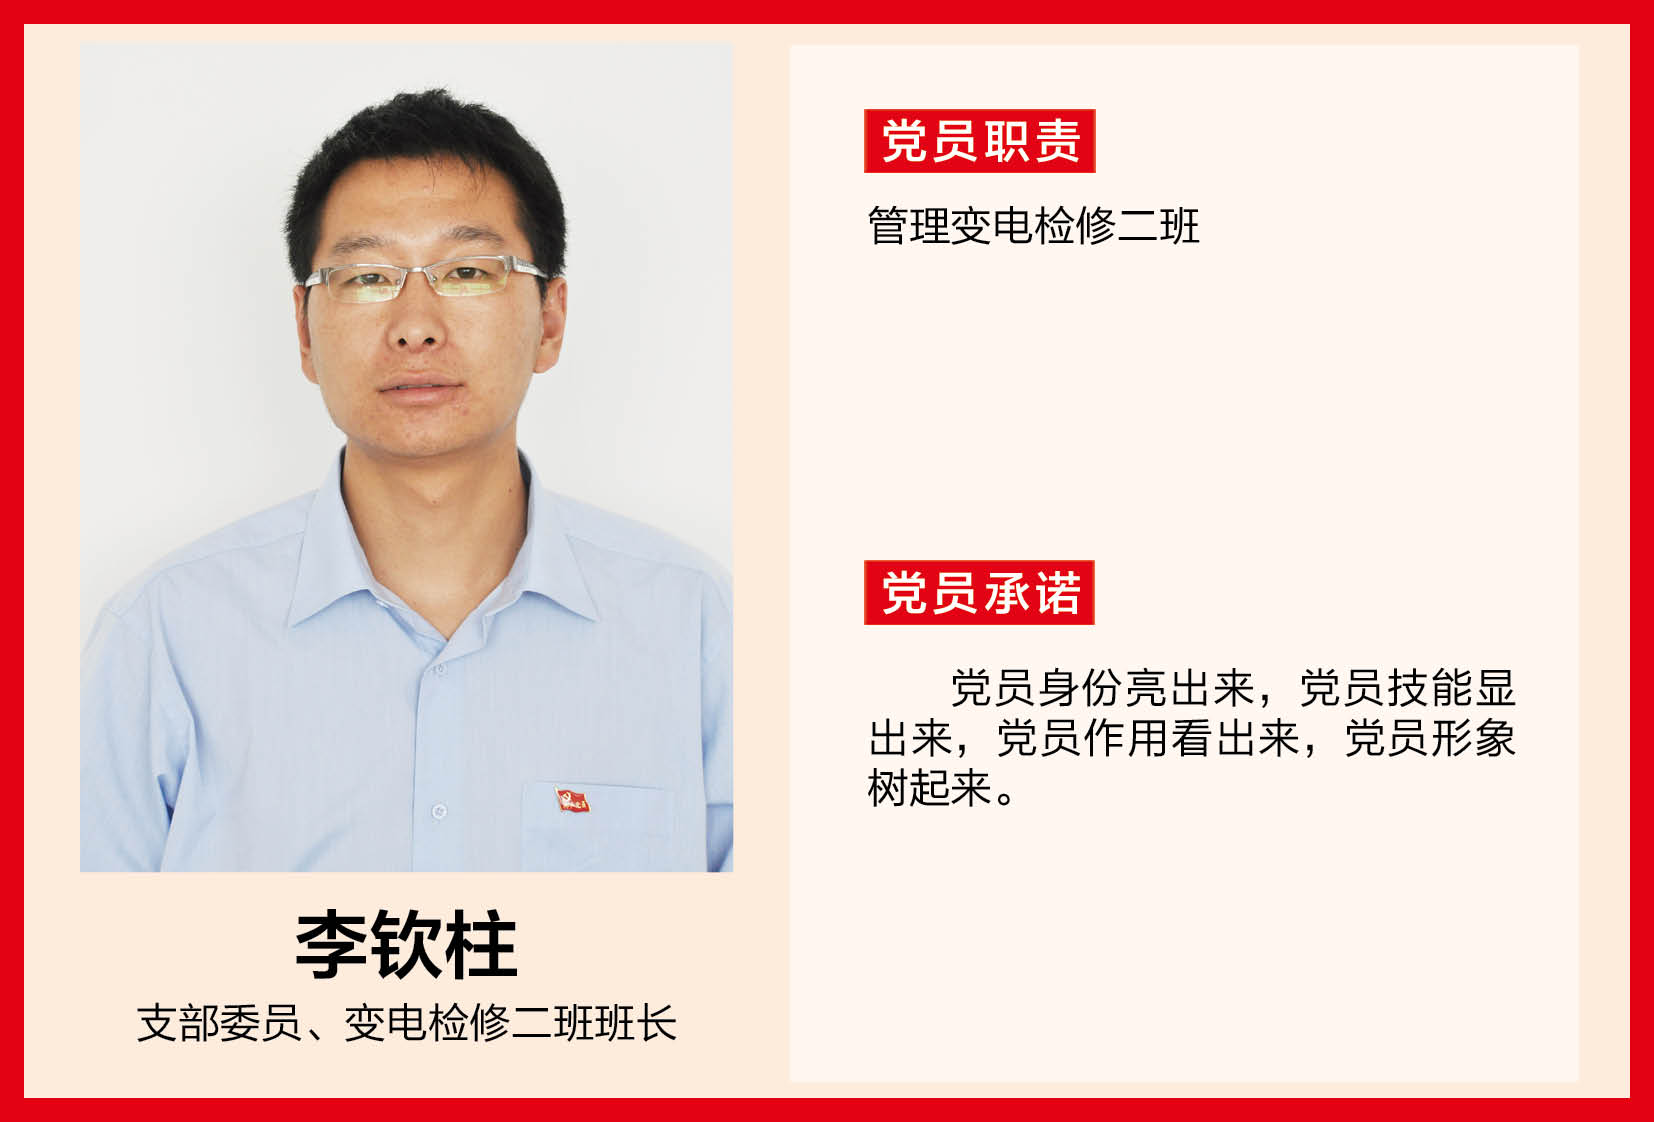 党员职责
管理变电检修二班
党员承诺
党员身份亮出来，党员技能显
出来，党员作用看出来，党员形象
树起来。
李钦柱
支部委员、变电检修二班班长